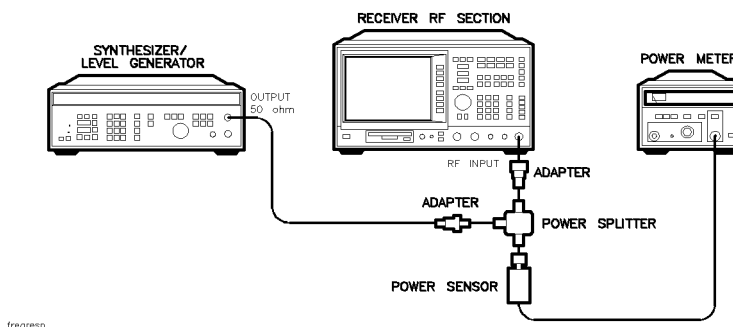 RECEIVER RF SECTION
SYNTHESIZER/
LEVEL GENERATOR
POWER METER
OUTPUT
50 ohm
RF INPUT
ADAPTER
ADAPTER
POWER SPLITTER
POWER SENSOR
freqresp